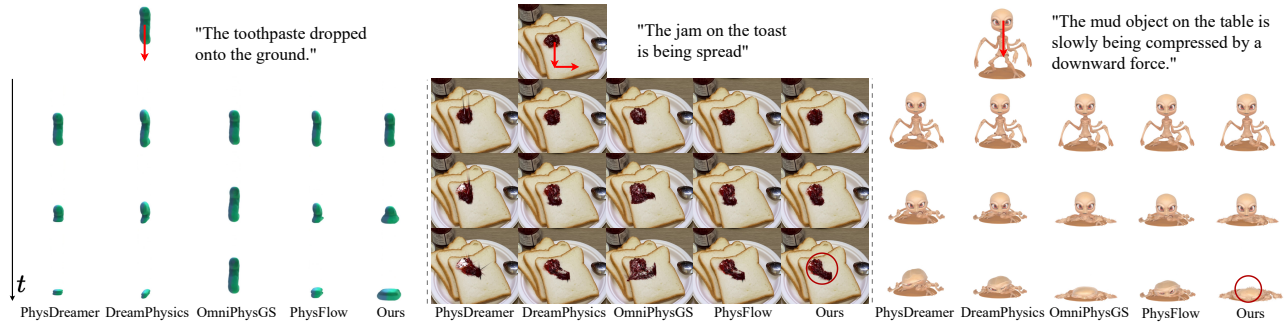 "The toothpaste dropped
onto the ground."
"The jam on the toast
is being spread"
"The mud object on the table is
slowly being compressed by a
downward force."
t
PhysDreamer DreamPhysics OmniPhysGS PhysFlow Ours
PhysDreamer DreamPhysics OmniPhysGS PhysFlow Ours
PhysDreamer DreamPhysics OmniPhysGS PhysFlow Ours